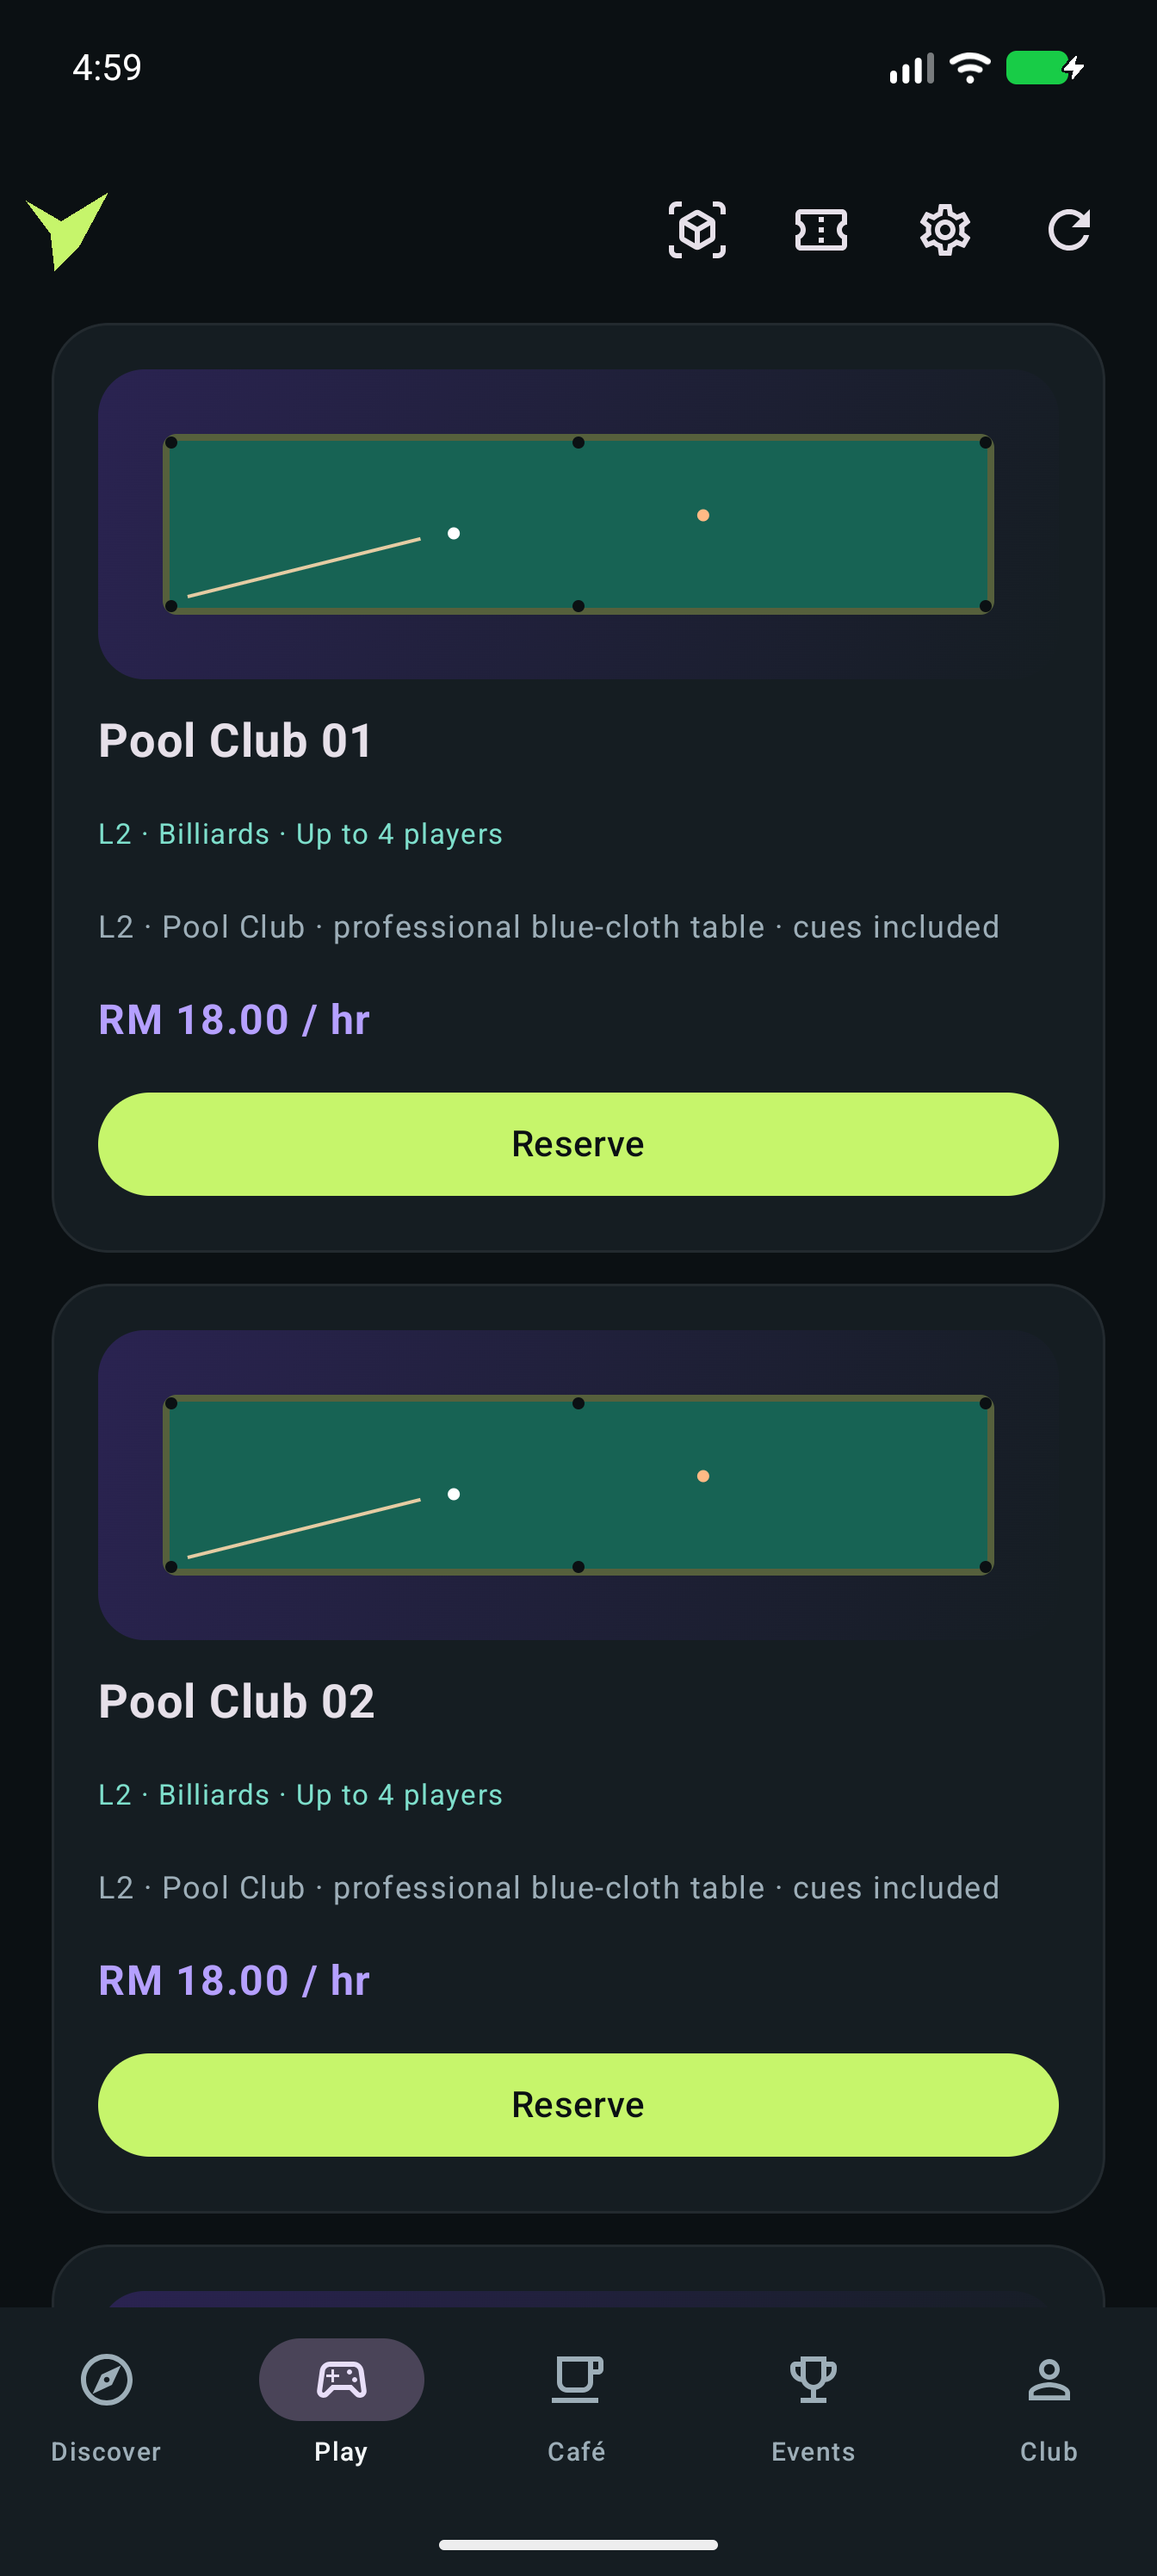 4:59
Pool Club 01
L2 · Billiards · Up to 4 players
L2 · Pool Club · professional blue-cloth table · cues included
RM 18.00 / hr
Reserve
Pool Club 02
L2 · Billiards · Up to 4 players
L2 · Pool Club · professional blue-cloth table · cues included
RM 18.00 / hr
Reserve
Discover
Play
Café
Events
Club